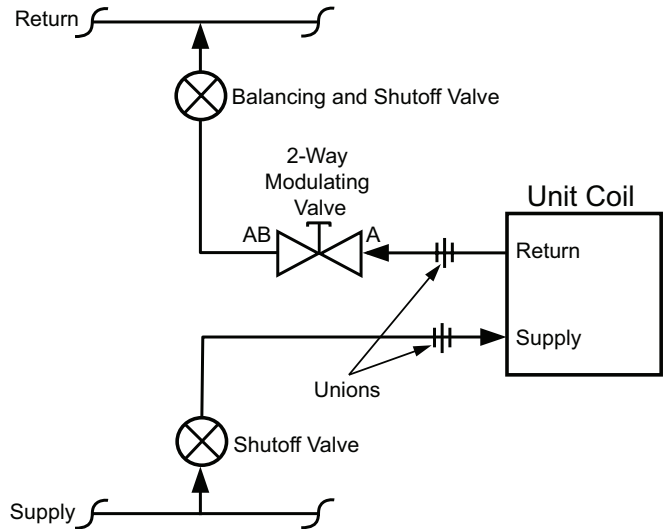 Return
Balancing and Shutoff Valve
2-Way
Modulating
Valve
AB
A
Unit Coil
Return
Supply
Unions
Shutoff Valve
Supply